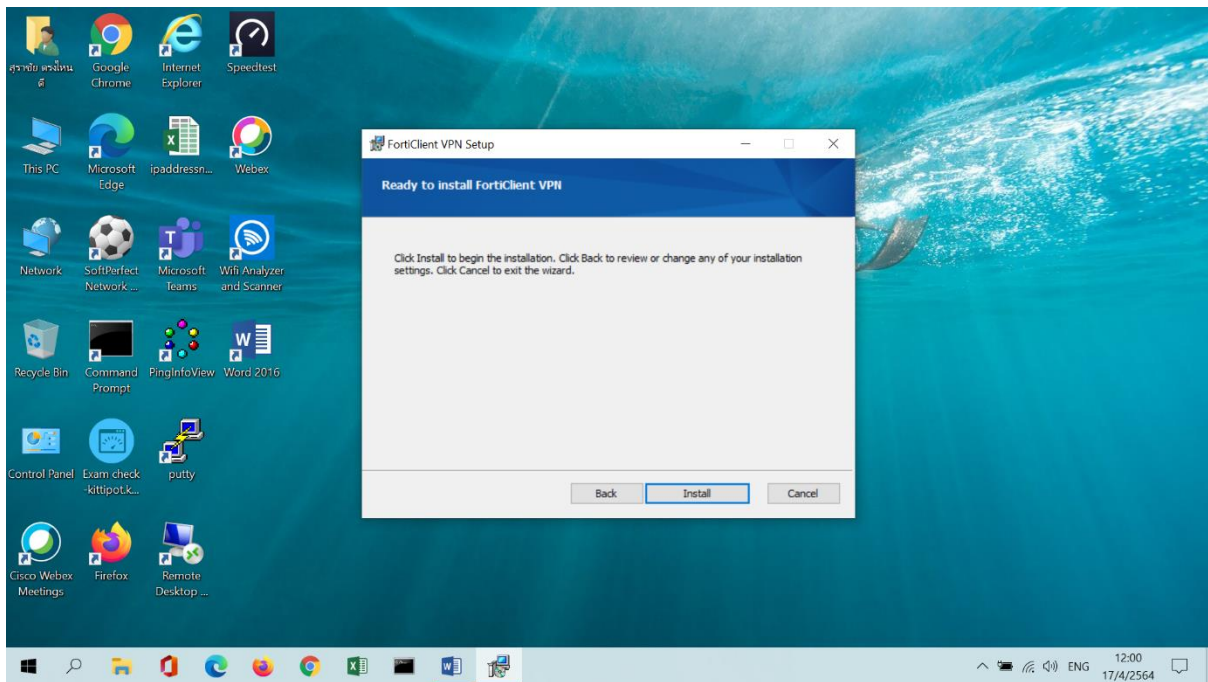 สุราชัย ตรงไหน
ดี
Google
Chrome
Internet
Explorer
Speedtest
This PC
Microsoft
Edge
ipaddressn...
Webex
Network
SoftPerfect
Network ...
Microsoft
Teams
Wifi Analyzer
and Scanner
Recycle Bin
Command
Prompt
PingInfoView
Word 2016
Control Panel
Exam check
-kittipot.k...
putty
Cisco Webex
Meetings
Firefox
Remote
Desktop ...
FortiClient VPN Setup
Ready to install FortiClient VPN
Click Install to begin the installation. Click Back to review or change any of your installation
settings. Click Cancel to exit the wizard.
Back
Install
Cancel
ENG
12:00
17/4/2564